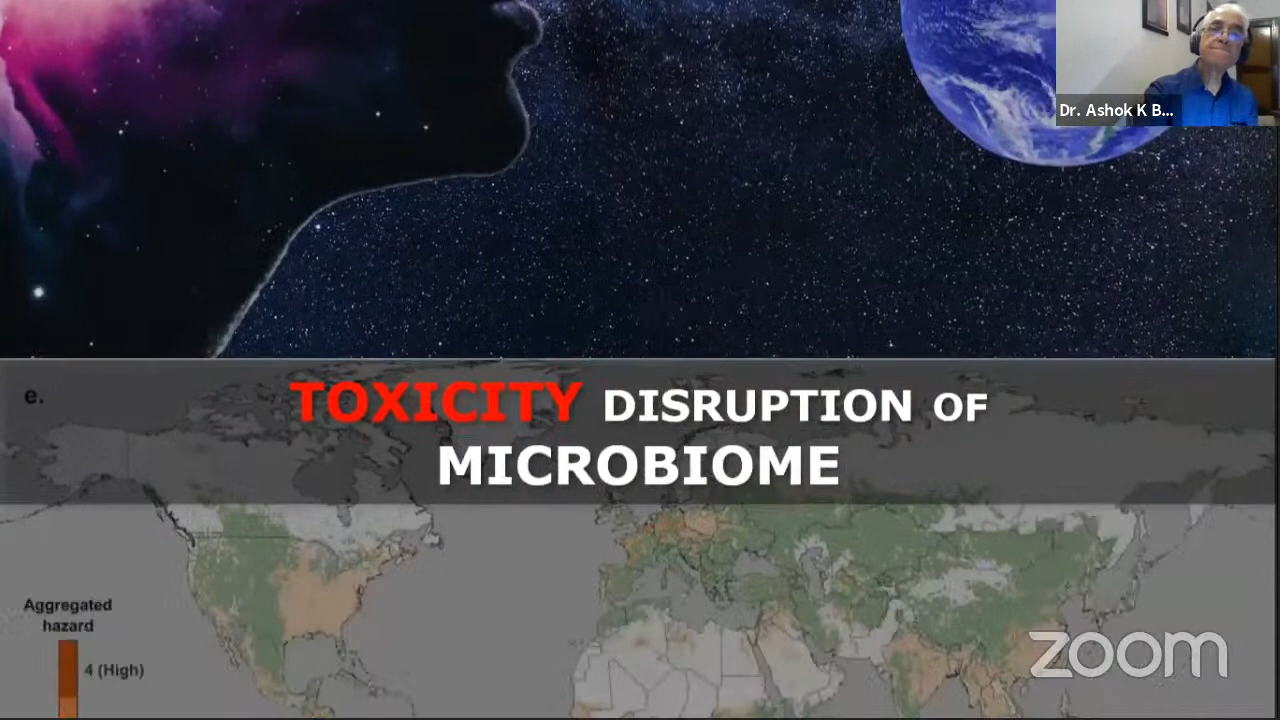 Dr. Ashok K B...
e.
TOXICITY DISRUPTION OF
MICROBIOME
Aggregated
hazard
4 (High)
zoom